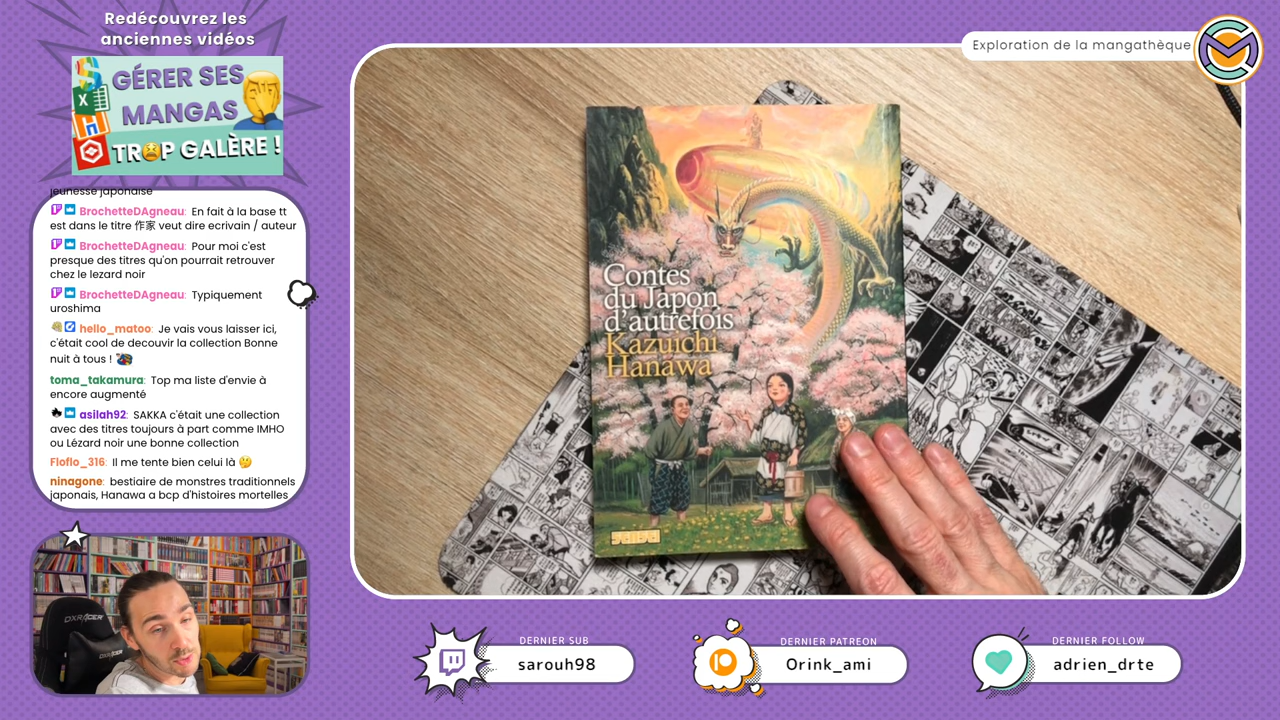 Redécouvrez les
anciennes vidéos
GÉRER SES
MANGAS
TROP GALÈRE !
jeunesse japonaise
BrochetteDAgneau: En fait à la base tt
est dans le titre 作家 veut dire ecrivain / auteur
BrochetteDAgneau: Pour moi c'est
presque des titres qu'on pourrait retrouver
chez le lezard noir
BrochetteDAgneau: Typiquement
uroshima
hello_matoo: Je vais vous laisser ici,
c'était cool de decouvir la collection Bonne
nuit à tous !
toma_takamura: Top ma liste d'envie à
encore augmenté
asilah92: SAKKA c'était une collection
avec des titres toujours à part comme IMHO
ou Lézard noir une bonne collection
Floflo_316: Il me tente bien celui là 🤔
ninagone: bestiaire de monstres traditionnels
japonais, Hanawa a bcp d'histoires mortelles
Exploration de la mangathèque
Contes
du Japon
d'autrefois
Kazuichi
Hanawa
sensei
DXRACER
DERNIER SUB
sarouh98
DERNIER PATREON
Orink_ami
DERNIER FOLLOW
adrien_drte